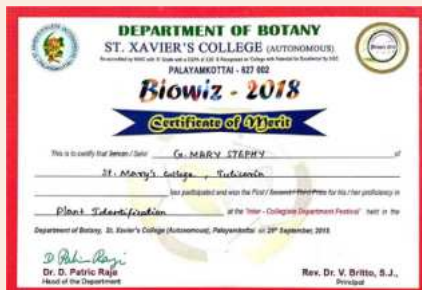 DEPARTMENT OF BOTANY
ST. XAVIER'S COLLEGE (AUTONOMOUS)
PALAYAMKOTTAI - 627 002
Biowiz - 2018
Certificate of Merit
This is to certify that Selvan / Selvi G. MARY STEPHY of
St. Mary's college, Tuticorin
has participated and won the First / Second / Third Prize for his / her proficiency in
Plant Identification at the "Inter - Collegiate Department Festival" held in the
Department of Botany, St. Xavier's College (Autonomous), Palayamkottai on September, 2018.
Dr. D. Patric Raja
Head of the Department
Rev. Dr. V. Britto, S.J.,
Principal